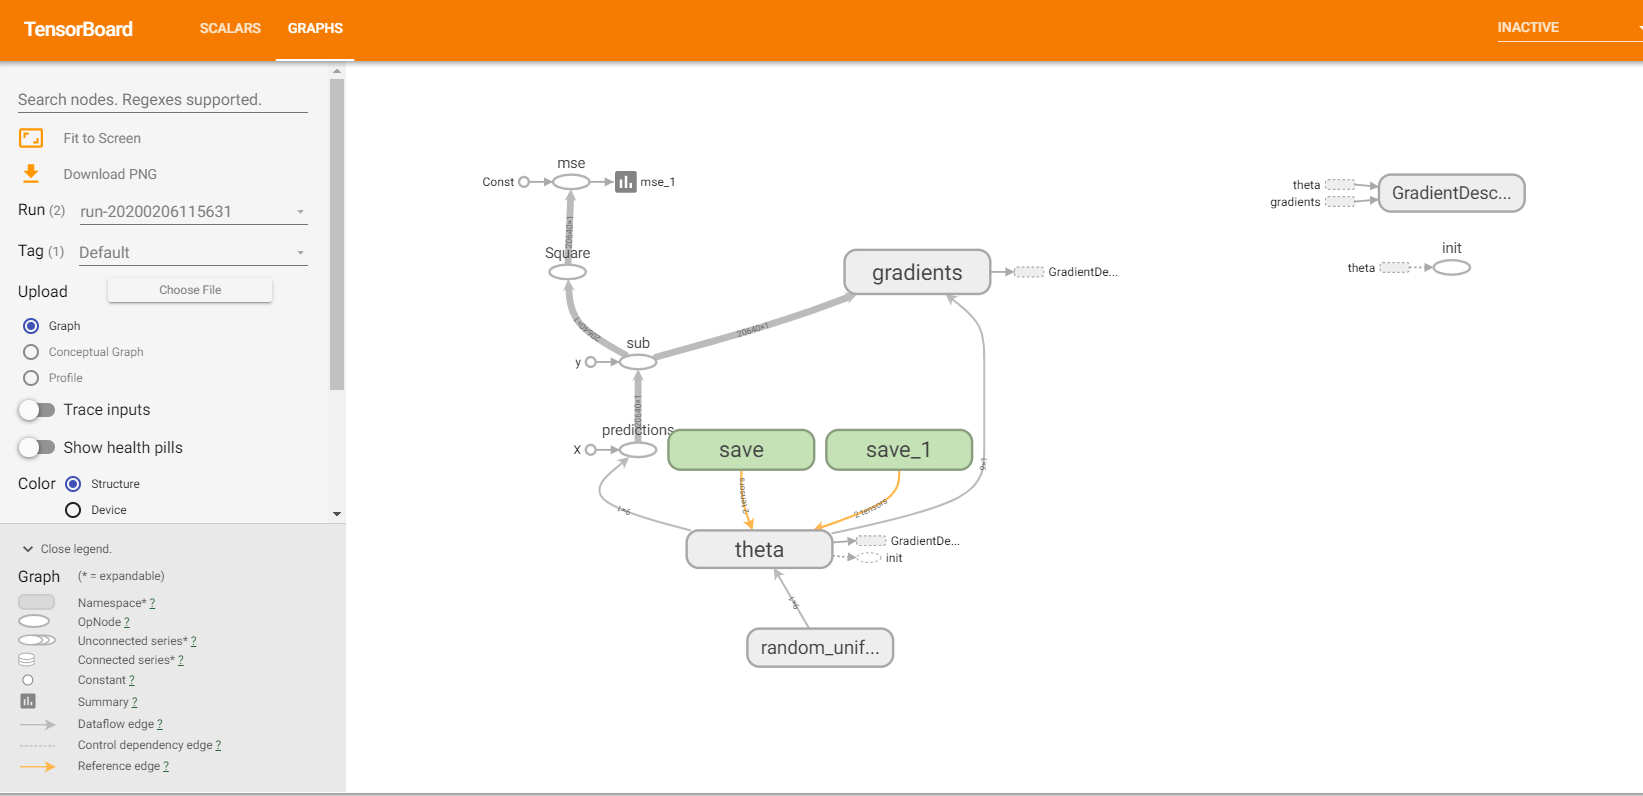 TensorBoard
SCALARS
GRAPHS
INACTIVE
Search nodes. Regexes supported.
Fit to Screen
Download PNG
Run (2) run-20200206115631
Tag (1) Default
Upload
Choose File
Graph
Conceptual Graph
Profile
Trace inputs
Show health pills
Color
Structure
Device
Close legend.
Graph (* = expandable)
Namespace* ?
OpNode ?
Unconnected series* ?
Connected series* ?
Constant ?
Summary ?
Dataflow edge ?
Control dependency edge ?
Reference edge ?
mse
Const
mse_1
20640×1
Square
20640×1
gradients
GradientDe...
20640×1
sub
y
20640×1
predictions
X
save
save_1
9×1
2 tensors
2 tensors
9×1
theta
GradientDe...
init
9×1
random_unif...
theta
gradients
GradientDesc...
init
theta